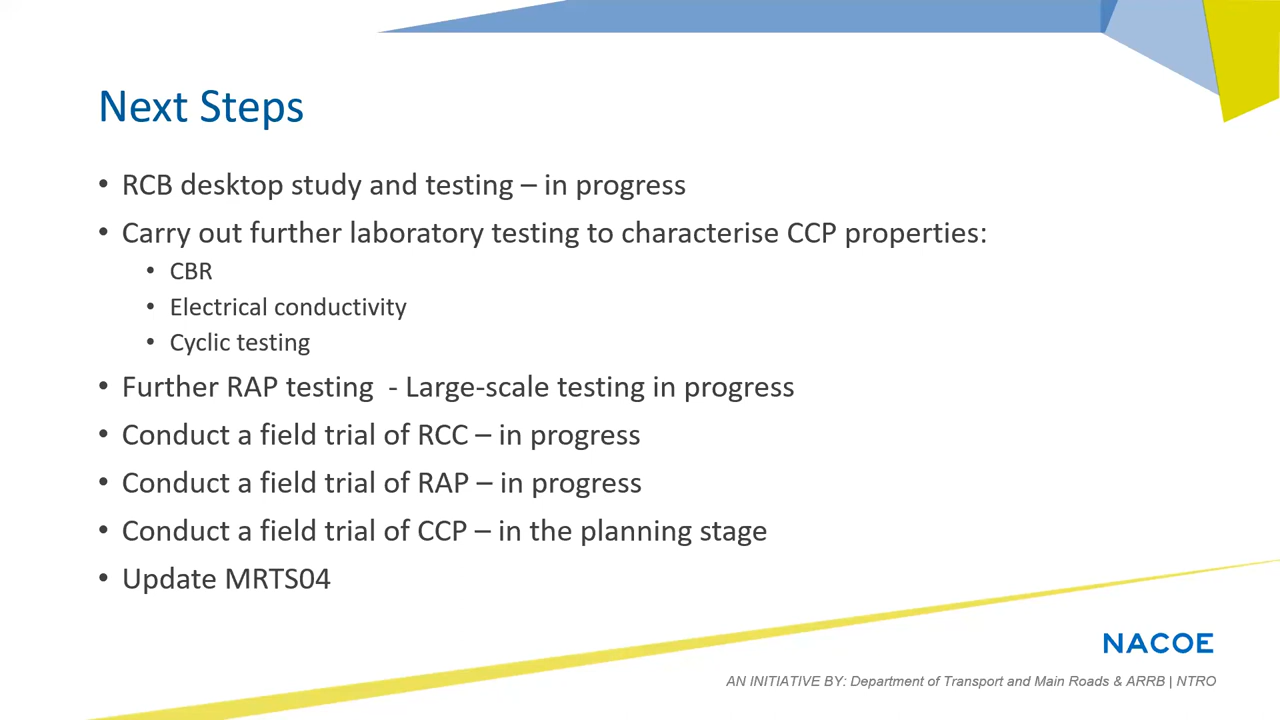 Next Steps
• RCB desktop study and testing – in progress
• Carry out further laboratory testing to characterise CCP properties:
• CBR
• Electrical conductivity
• Cyclic testing
• Further RAP testing  - Large-scale testing in progress
• Conduct a field trial of RCC – in progress
• Conduct a field trial of RAP – in progress
• Conduct a field trial of CCP – in the planning stage
• Update MRTS04
NACOE
AN INITIATIVE BY: Department of Transport and Main Roads & ARRB | NTRO